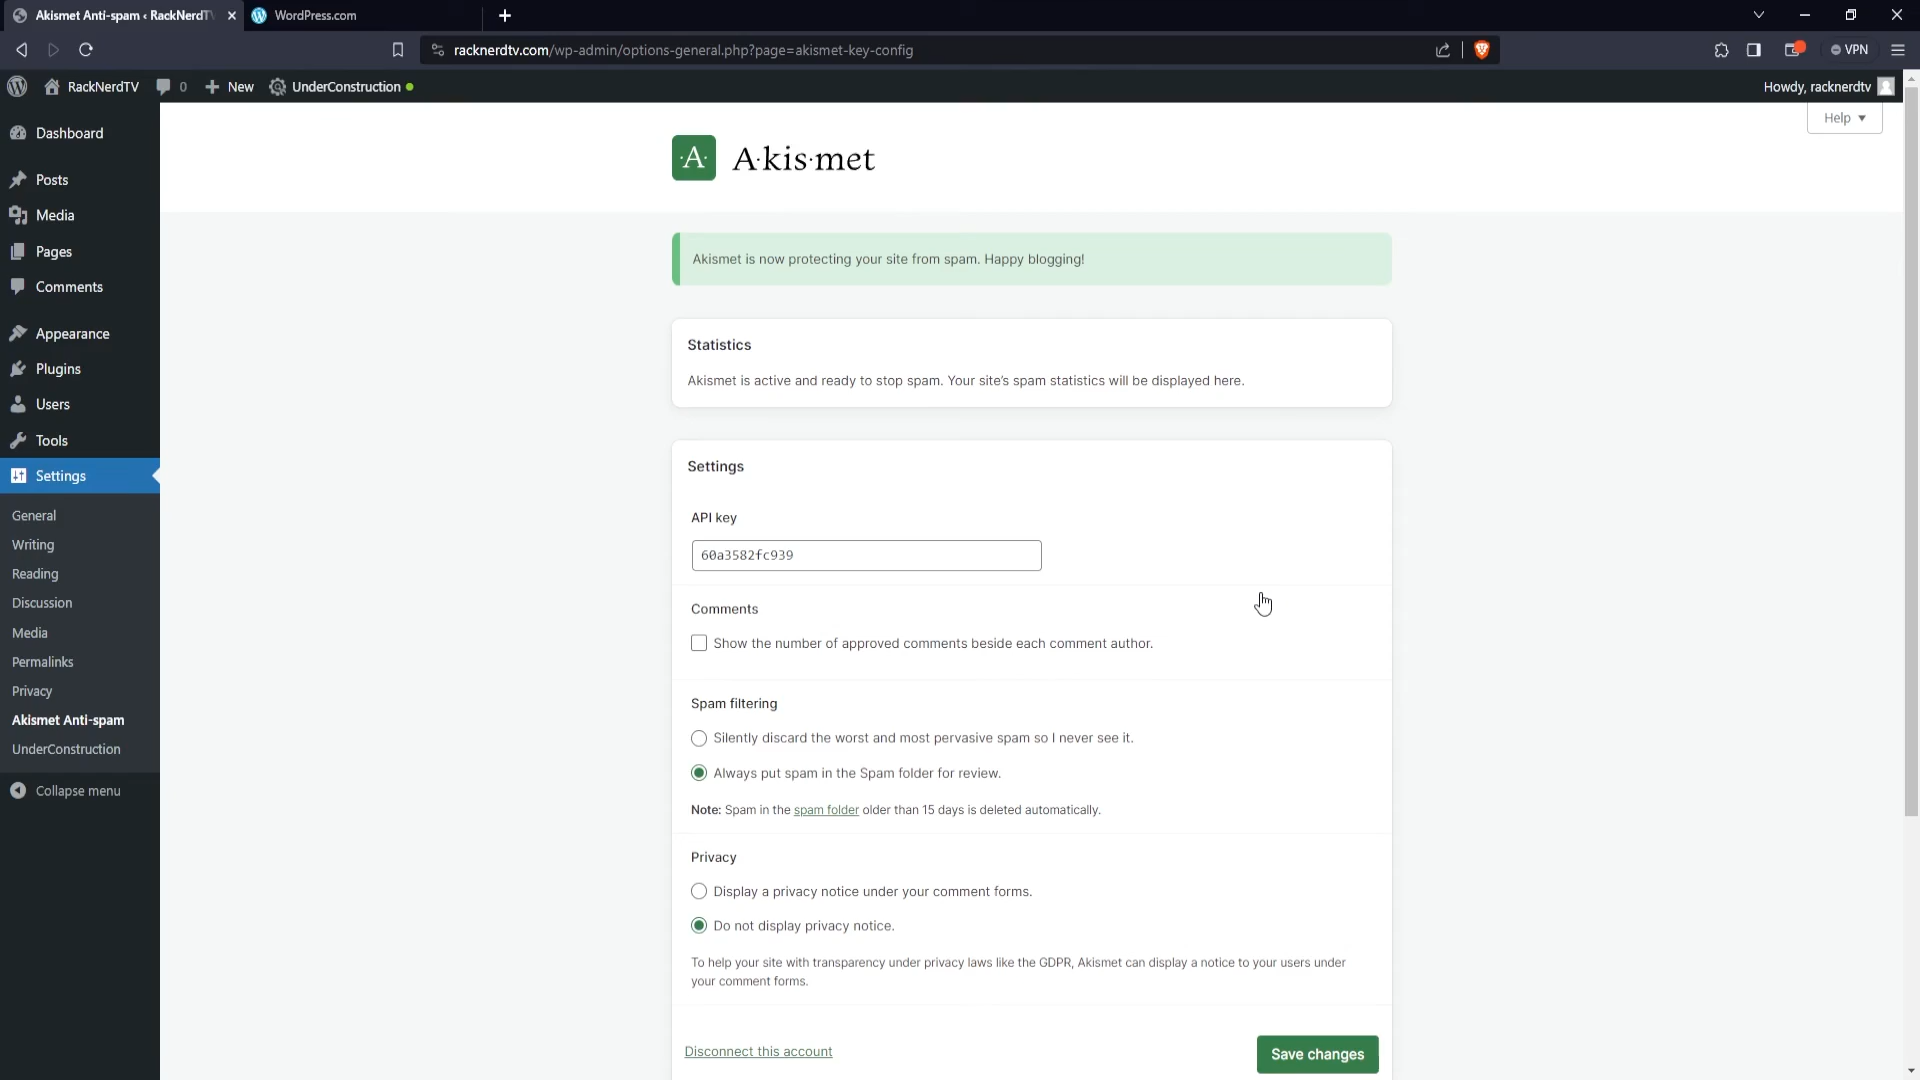 Akismet Anti-spam ‹ RackNerdT
WordPress.com
racknerdtv.com/wp-admin/options-general.php?page=akismet-key-config
VPN
RackNerdTV
0
New
UnderConstruction
Howdy, racknerdtv
Help
Dashboard
Posts
Media
Pages
Comments
Appearance
Plugins
Users
Tools
Settings
General
Writing
Reading
Discussion
Media
Permalinks
Privacy
Akismet Anti-spam
UnderConstruction
Collapse menu
·A· A·kis·met
Akismet is now protecting your site from spam. Happy blogging!
Statistics
Akismet is active and ready to stop spam. Your site's spam statistics will be displayed here.
Settings
API key
60a3582fc939
Comments
Show the number of approved comments beside each comment author.
Spam filtering
Silently discard the worst and most pervasive spam so I never see it.
Always put spam in the Spam folder for review.
Note: Spam in the spam folder older than 15 days is deleted automatically.
Privacy
Display a privacy notice under your comment forms.
Do not display privacy notice.
To help your site with transparency under privacy laws like the GDPR, Akismet can display a notice to your users under
your comment forms.
Disconnect this account
Save changes